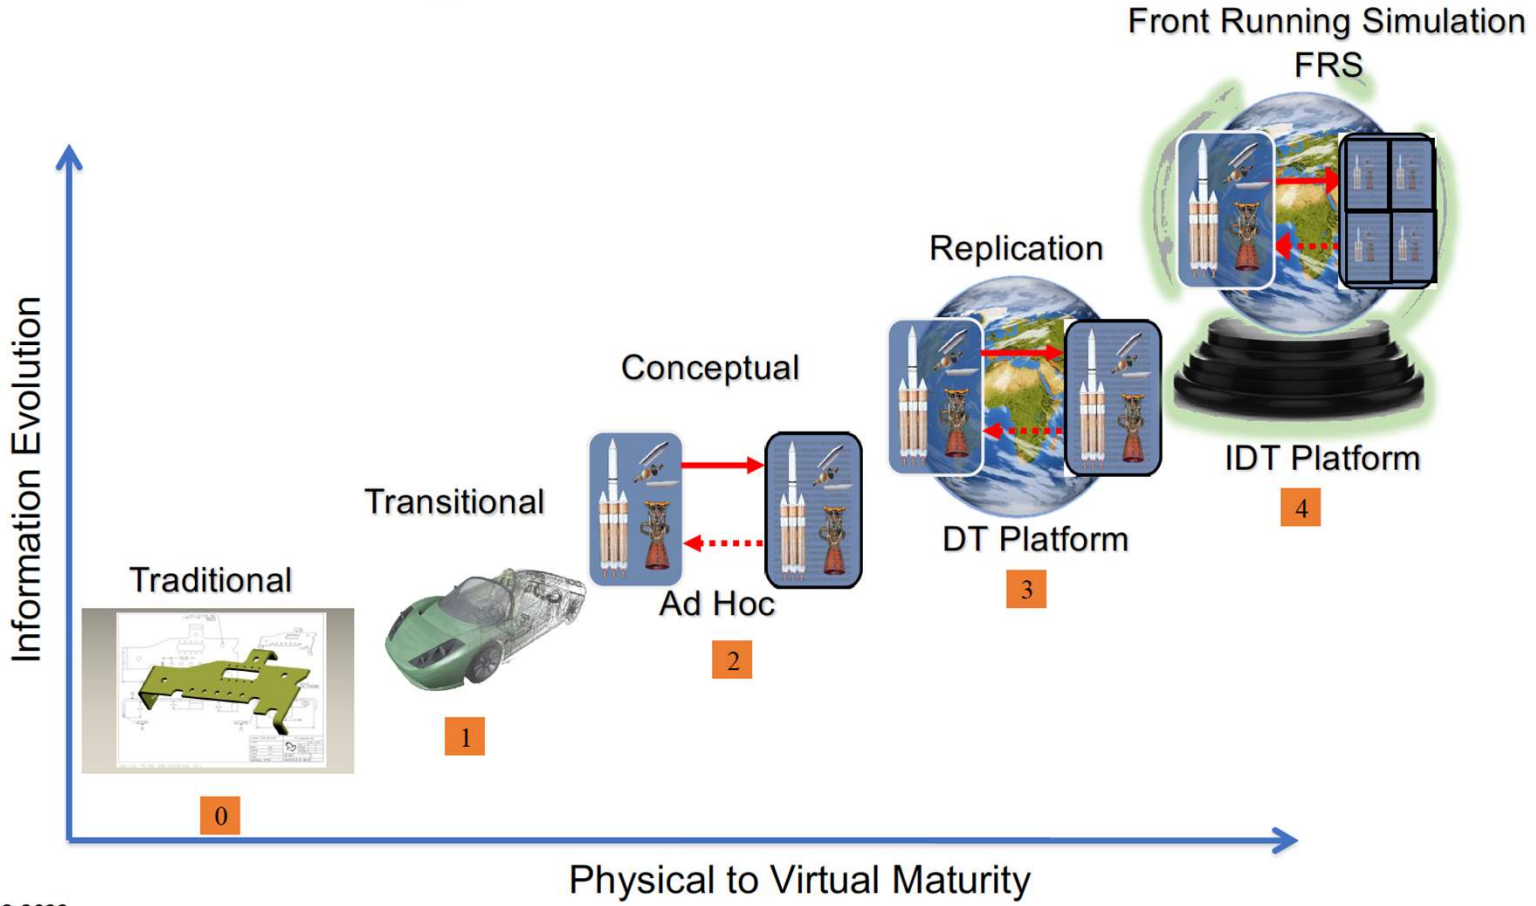 Front Running Simulation
FRS
Replication
Conceptual
Transitional
Traditional
Information Evolution
IDT Platform
4
DT Platform
3
Ad Hoc
2
1
0
Physical to Virtual Maturity